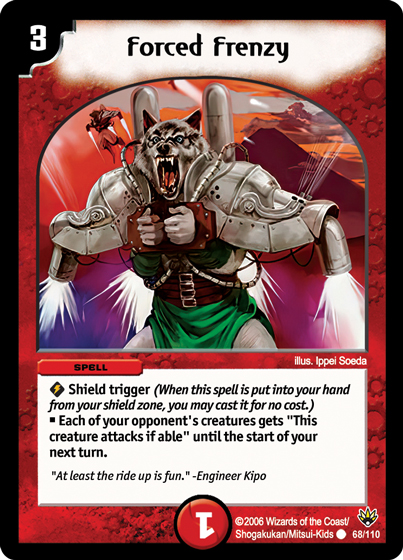 3
Forced Frenzy
illus. Ippei Soeda
SPELL
Shield trigger (When this spell is put into your hand
from your shield zone, you may cast it for no cost.)
▪ Each of your opponent's creatures gets "This
creature attacks if able" until the start of your
next turn.
"At least the ride up is fun." -Engineer Kipo
1
©2006 Wizards of the Coast/
Shogakukan/Mitsui-Kids ● 68/110